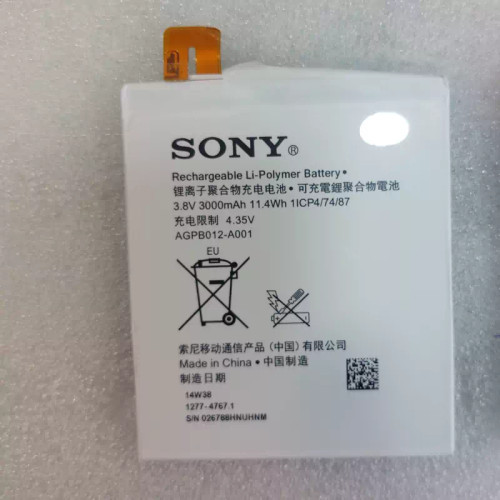 SONY®
Rechargeable Li-Polymer Battery •
锂离子聚合物充电电池 • 可充電鋰聚合物電池
3.8V 3000mAh 11.4Wh 1ICP4/74/87
充电限制 4.35V
AGPB012-A001
EU
索尼移动通信产品（中国）有限公司
Made in China • 中国制造
制造日期
14W38
1277-4767.1
S/N 026788HNUHNM